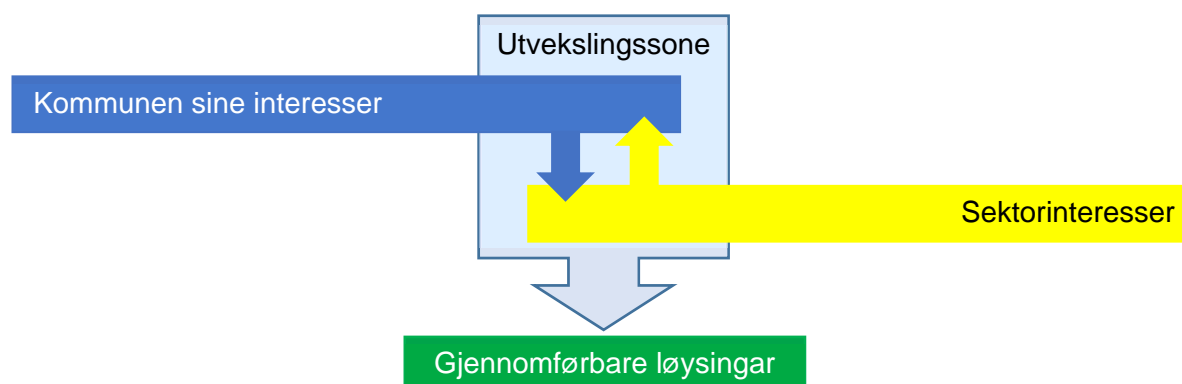 Utvekslingssone
Kommunen sine interesser
Sektorinteresser
Gjennomførbare løysingar